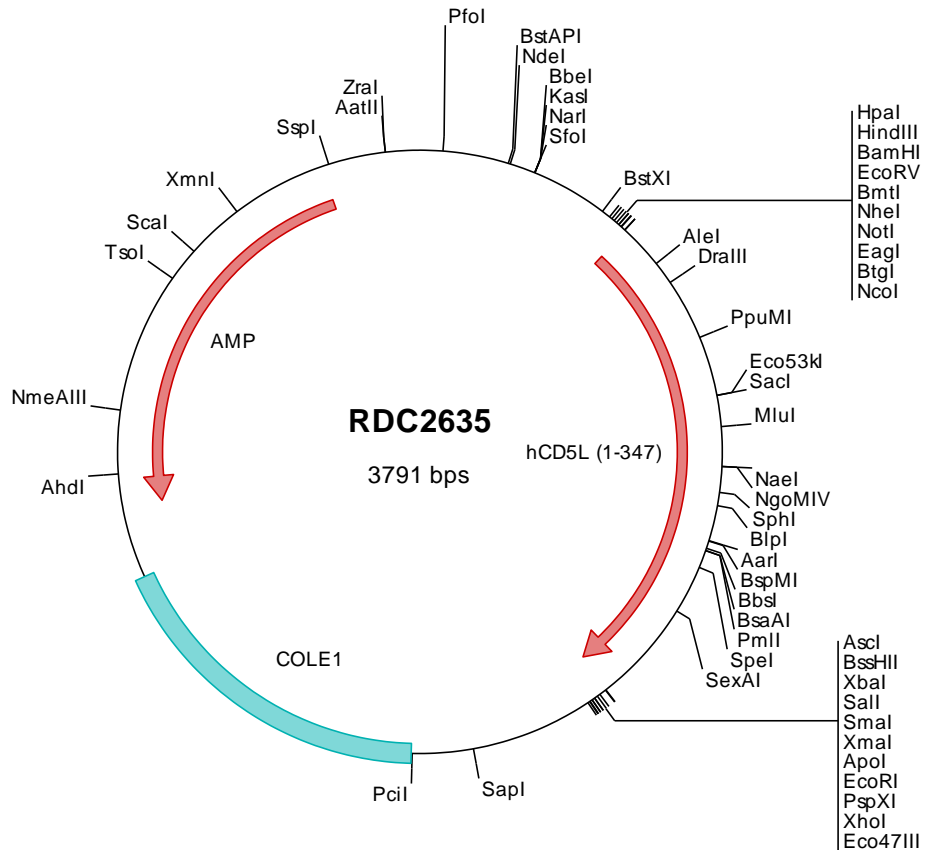 PfoI
BstAPI
NdeI
BbeI
KasI
NarI
SfoI
ZraI
AatII
SspI
XmnI
ScaI
TsoI
BstXI
HpaI
HindIII
BamHI
EcoRV
BmtI
NheI
NotI
EagI
BtgI
NcoI
AleI
DraIII
PpuMI
Eco53kI
SacI
MluI
NaeI
NgoMIV
SphI
BlpI
AarI
BspMI
BbsI
BsaAI
PmlI
SpeI
SexAI
AscI
BssHII
XbaI
SalI
SmaI
XmaI
ApoI
EcoRI
PspXI
XhoI
Eco47III
SapI
PciI
AhdI
NmeAIII
AMP
RDC2635
3791 bps
hCD5L (1-347)
COLE1